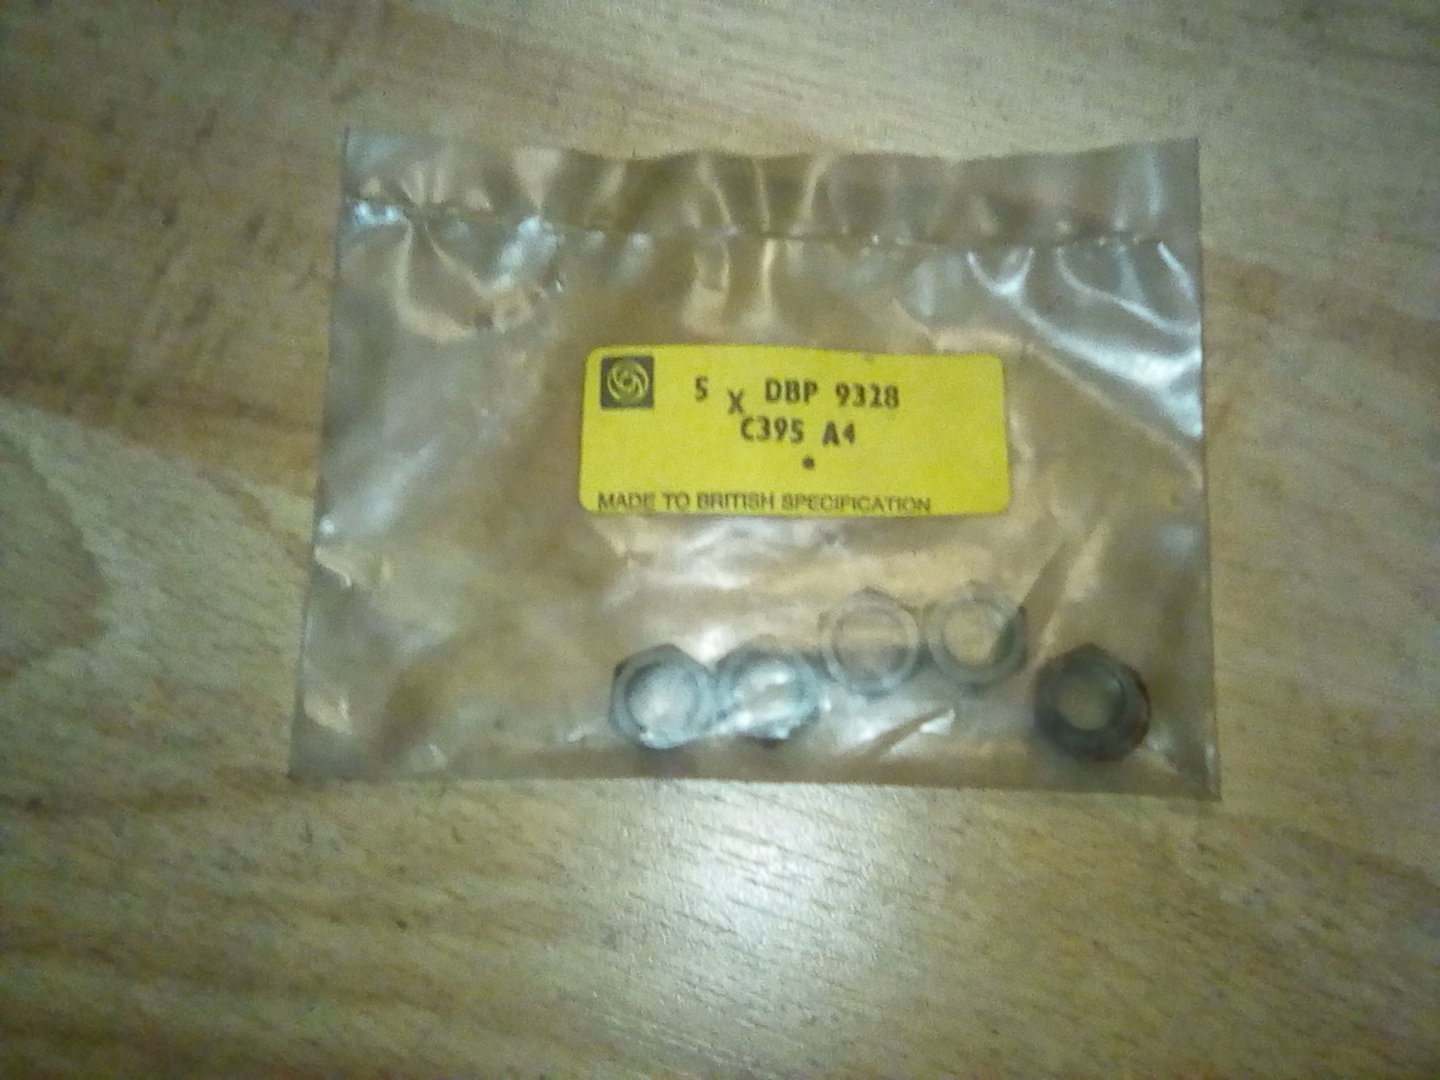 5 X DBP 9328
C395 A4
MADE TO BRITISH SPECIFICATION